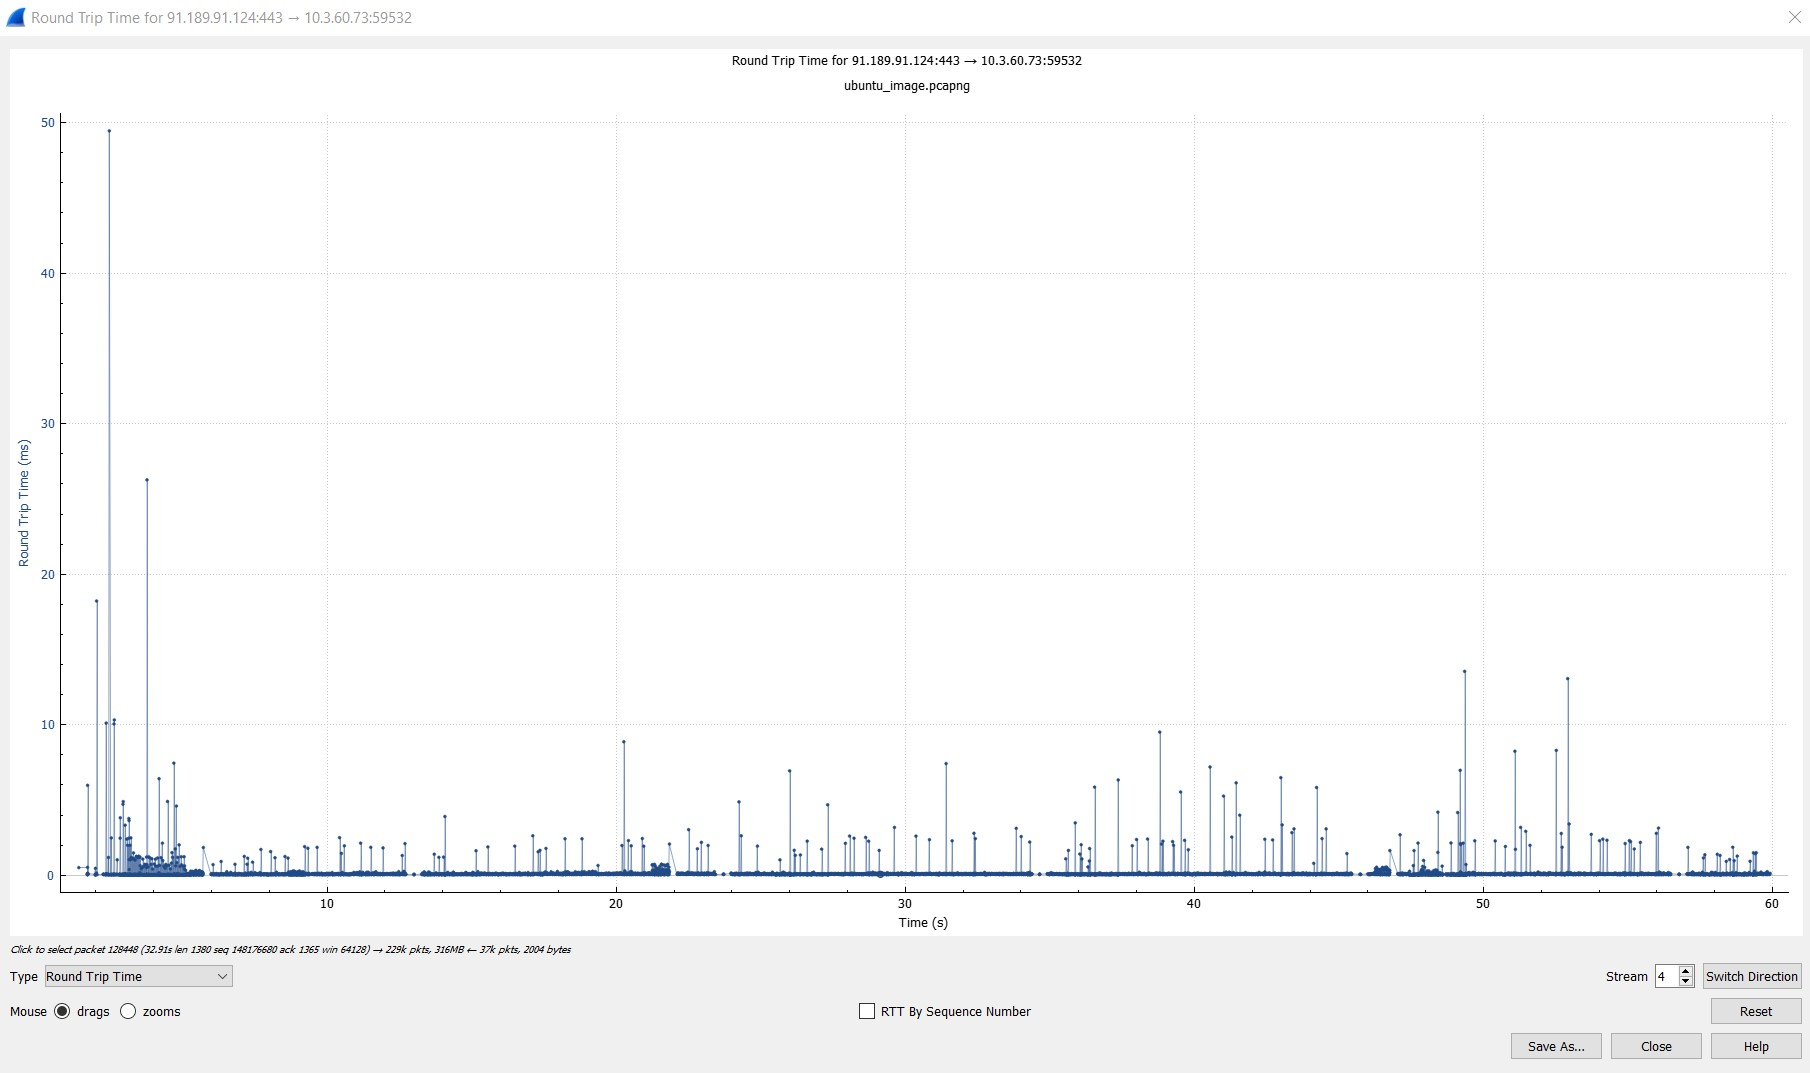 Round Trip Time for 91.189.91.124:443 → 10.3.60.73:59532
Round Trip Time for 91.189.91.124:443 → 10.3.60.73:59532
ubuntu_image.pcapng
50
40
30
20
10
0
Round Trip Time (ms)
10 20 30 40 50 60
Time (s)
Click to select packet 128448 (32.91s len 1380 seq 148176680 ack 1365 win 64128) → 229k pkts, 316MB ← 37k pkts, 2004 bytes
Type Round Trip Time Stream 4 Switch Direction
Mouse drags zooms RTT By Sequence Number Reset
Save As... Close Help